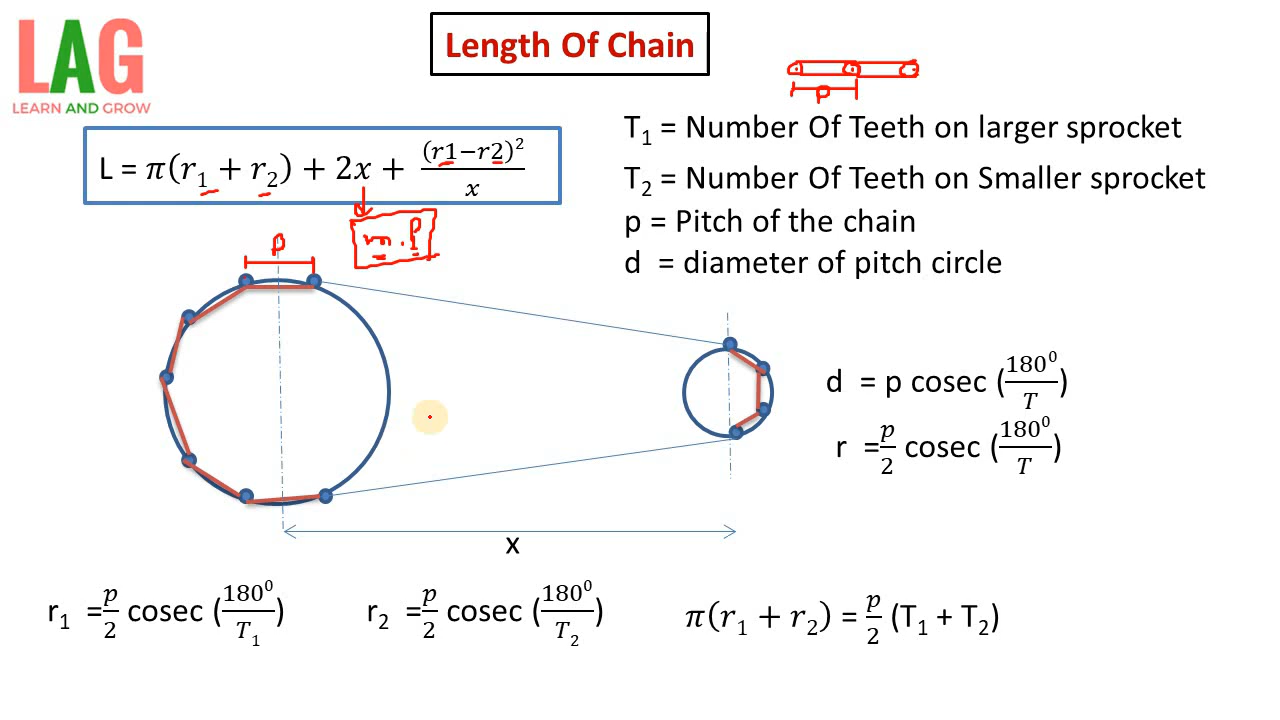 LAG
LEARN AND GROW
Length Of Chain
p
L = π(r₁ + r₂) + 2x + (r1−r2)²/x
m.p
T₁ = Number Of Teeth on larger sprocket
T₂ = Number Of Teeth on Smaller sprocket
p = Pitch of the chain
d = diameter of pitch circle
p
d = p cosec (180⁰/T)
r = p/2 cosec (180⁰/T)
x
r₁ = p/2 cosec (180⁰/T₁)
r₂ = p/2 cosec (180⁰/T₂)
π(r₁ + r₂) = p/2 (T₁ + T₂)